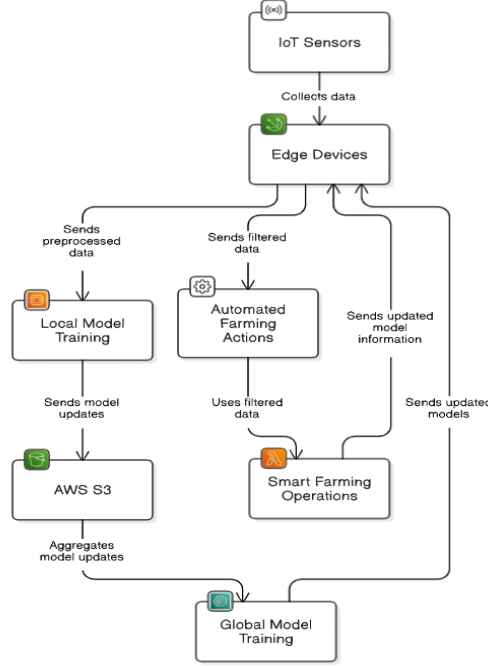 IoT Sensors
Collects data
Edge Devices
Sends
preprocessed
data
Sends filtered
data
Local Model
Training
Automated
Farming
Actions
Sends updated
model
information
Sends model
updates
Uses filtered
data
Sends updated
models
AWS S3
Smart Farming
Operations
Aggregates
model updates
Global Model
Training